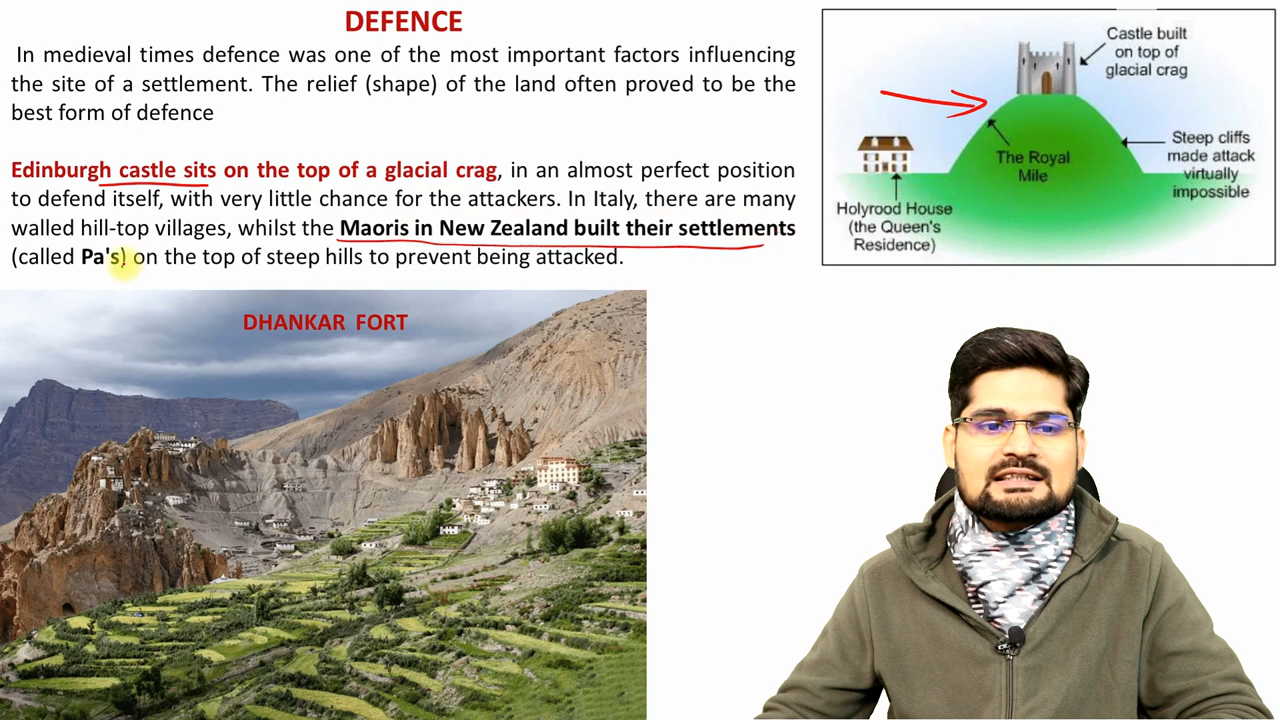 DEFENCE
In medieval times defence was one of the most important factors influencing
the site of a settlement. The relief (shape) of the land often proved to be the
best form of defence
Edinburgh castle sits on the top of a glacial crag, in an almost perfect position
to defend itself, with very little chance for the attackers. In Italy, there are many
walled hill-top villages, whilst the Maoris in New Zealand built their settlements
(called Pa's) on the top of steep hills to prevent being attacked.
Castle built
on top of
glacial crag
The Royal
Mile
Steep cliffs
made attack
virtually
impossible
Holyrood House
(the Queen's
Residence)
DHANKAR FORT